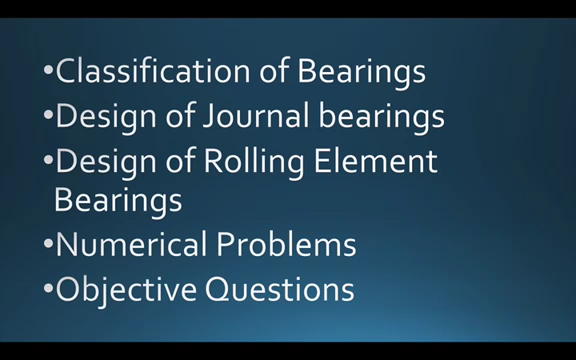 •Classification of Bearings
•Design of Journal bearings
•Design of Rolling Element
Bearings
•Numerical Problems
•Objective Questions